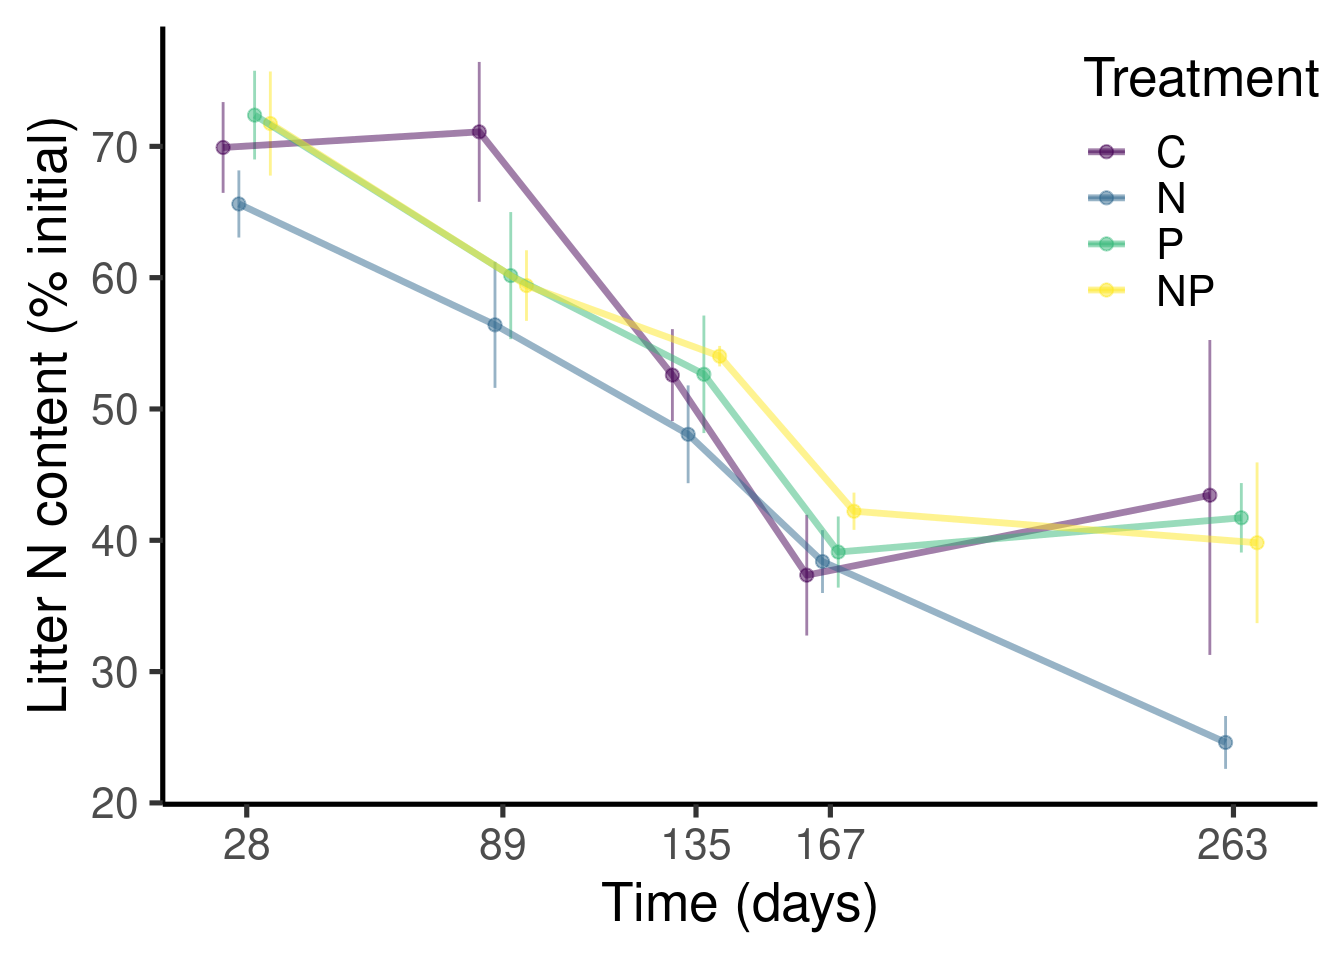 Treatment
C
N
P
NP
Litter N content (% initial)
70
60
50
40
30
20
28 89 135 167 263
Time (days)